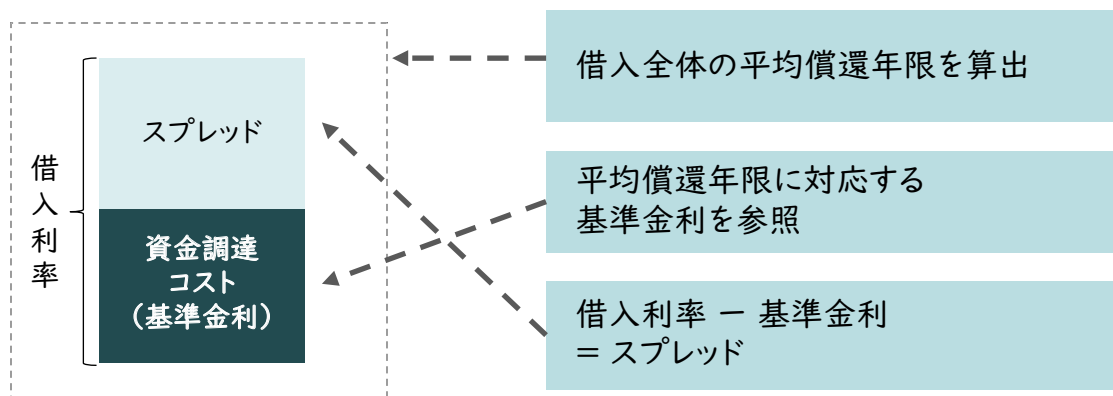 借入利率
スプレッド
資金調達
コスト
（基準金利）
借入全体の平均償還年限を算出
平均償還年限に対応する
基準金利を参照
借入利率 － 基準金利
= スプレッド